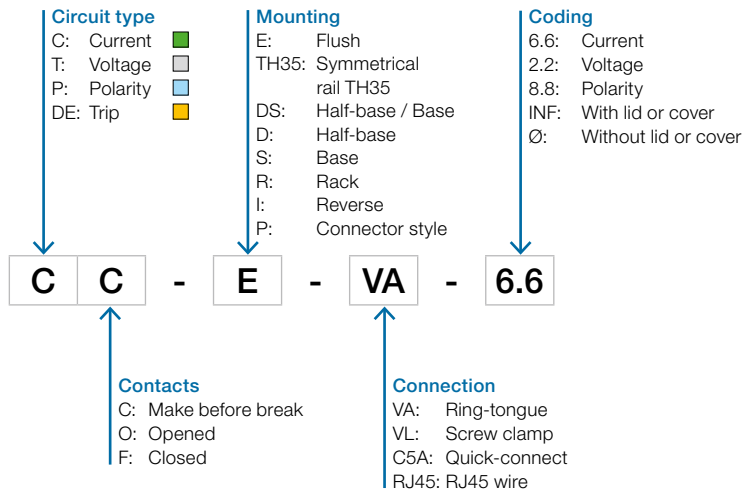 Circuit type
C: Current
T: Voltage
P: Polarity
DE: Trip
Mounting
E: Flush
TH35: Symmetrical
rail TH35
DS: Half-base / Base
D: Half-base
S: Base
R: Rack
I: Reverse
P: Connector style
Coding
6.6: Current
2.2: Voltage
8.8: Polarity
INF: With lid or cover
Ø: Without lid or cover
C C - E - VA - 6.6
Contacts
C: Make before break
O: Opened
F: Closed
Connection
VA: Ring-tongue
VL: Screw clamp
C5A: Quick-connect
RJ45: RJ45 wire